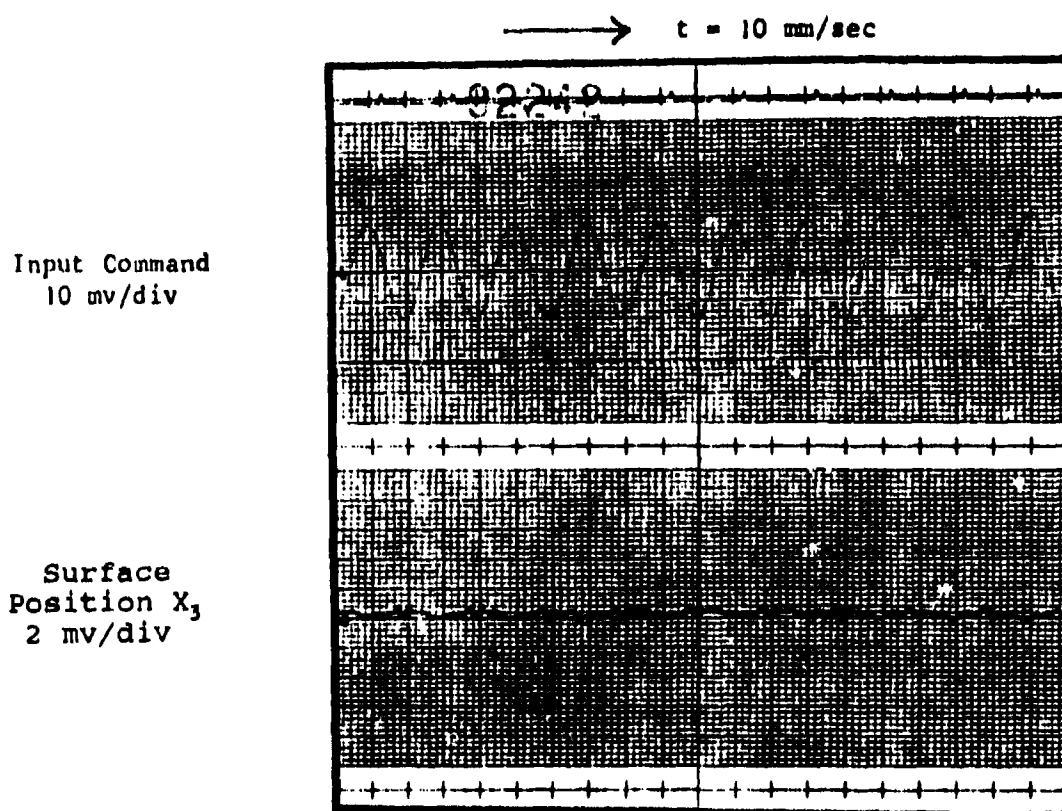 t = 10 mm/sec
Input Command
10 mv/div
Surface
Position X₃
2 mv/div